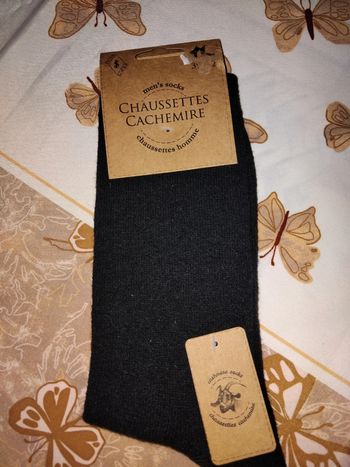 men's socks
CHAUSSETTES
CACHEMIRE
chaussettes homme
cashmere socks
chaussettes cachemire